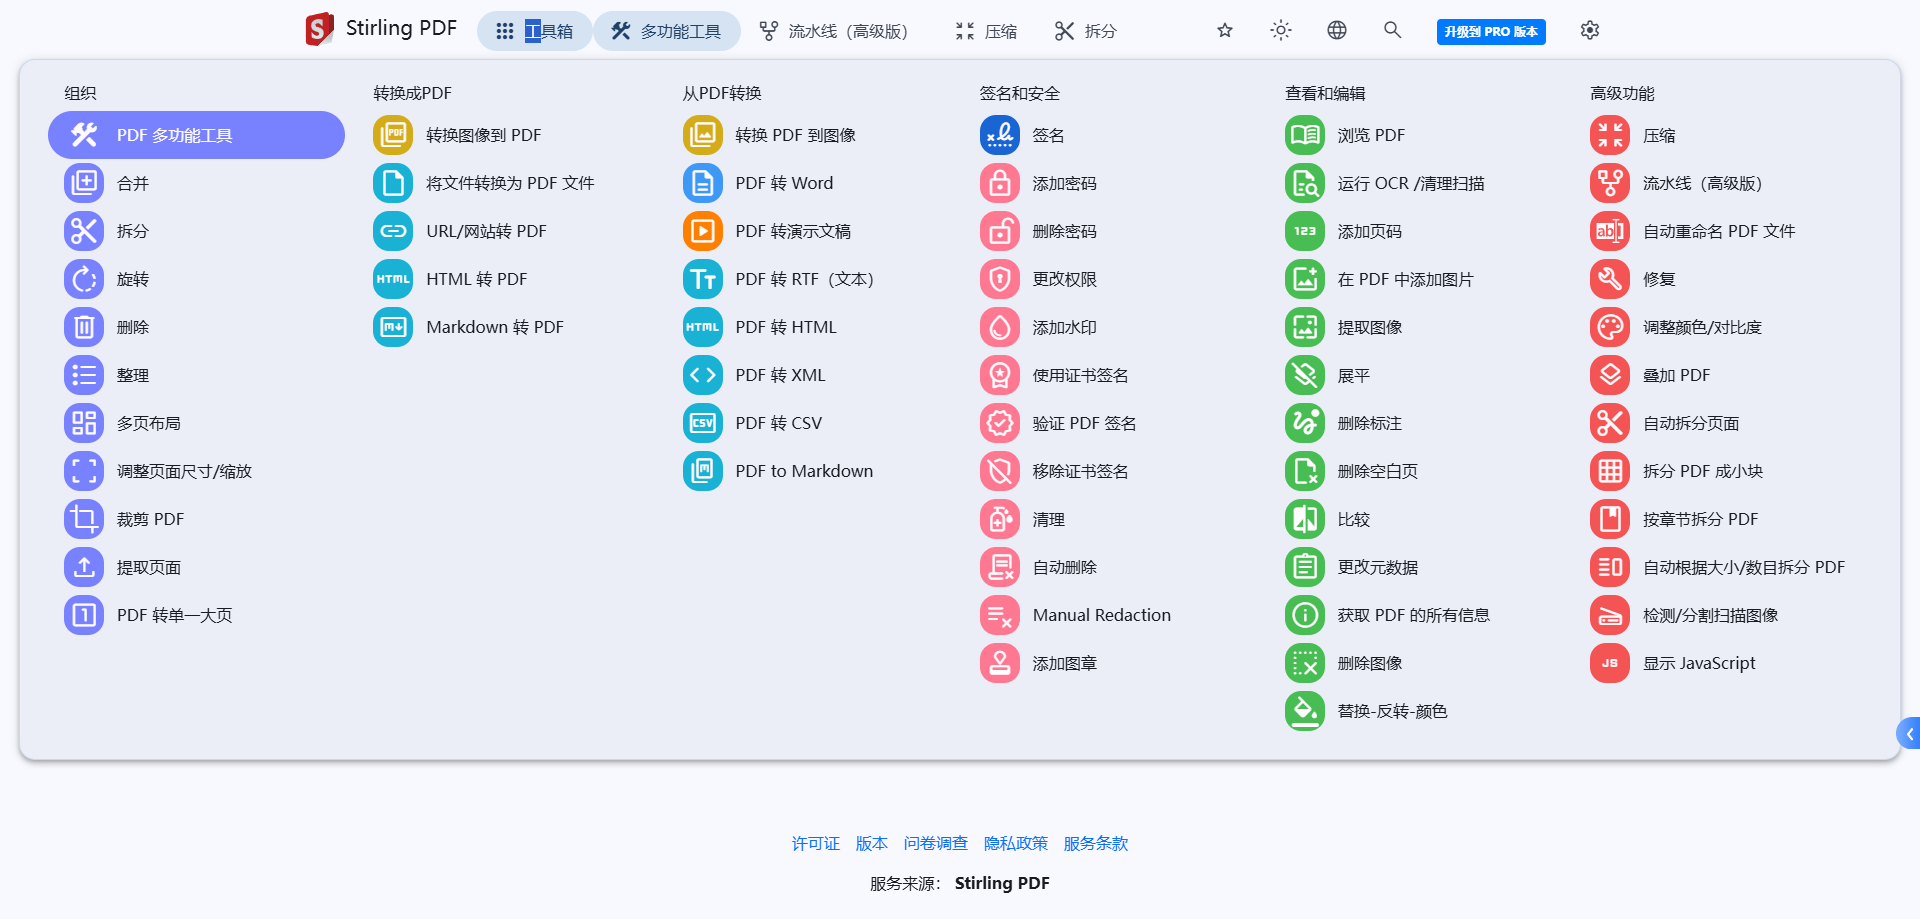 Stirling PDF
工具箱
多功能工具
流水线（高级版）
压缩
拆分
升级到 PRO 版本
组织
PDF 多功能工具
合并
拆分
旋转
删除
整理
多页布局
调整页面尺寸/缩放
裁剪 PDF
提取页面
PDF 转单一大页
转换成PDF
转换图像到 PDF
将文件转换为 PDF 文件
URL/网站转 PDF
HTML 转 PDF
Markdown 转 PDF
从PDF转换
转换 PDF 到图像
PDF 转 Word
PDF 转演示文稿
PDF 转 RTF（文本）
PDF 转 HTML
PDF 转 XML
PDF 转 CSV
PDF to Markdown
签名和安全
签名
添加密码
删除密码
更改权限
添加水印
使用证书签名
验证 PDF 签名
移除证书签名
清理
自动删除
Manual Redaction
添加图章
查看和编辑
浏览 PDF
运行 OCR /清理扫描
添加页码
在 PDF 中添加图片
提取图像
展平
删除标注
删除空白页
比较
更改元数据
获取 PDF 的所有信息
删除图像
替换-反转-颜色
高级功能
压缩
流水线（高级版）
自动重命名 PDF 文件
修复
调整颜色/对比度
叠加 PDF
自动拆分页面
拆分 PDF 成小块
按章节拆分 PDF
自动根据大小/数目拆分 PDF
检测/分割扫描图像
显示 JavaScript
许可证 版本 问卷调查 隐私政策 服务条款
服务来源： Stirling PDF